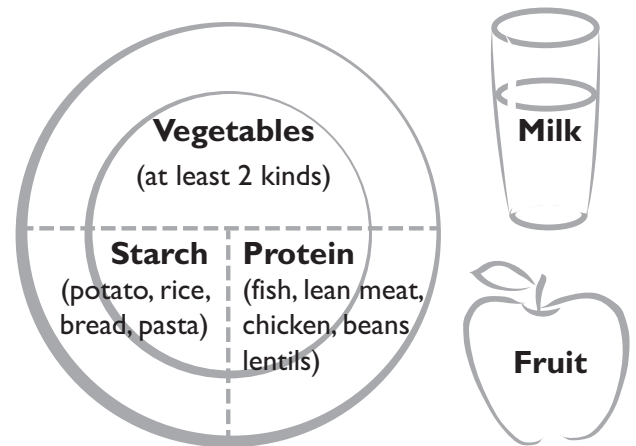 Vegetables
(at least 2 kinds)
Starch
(potato, rice,
bread, pasta)
Protein
(fish, lean meat,
chicken, beans
lentils)
Milk
Fruit